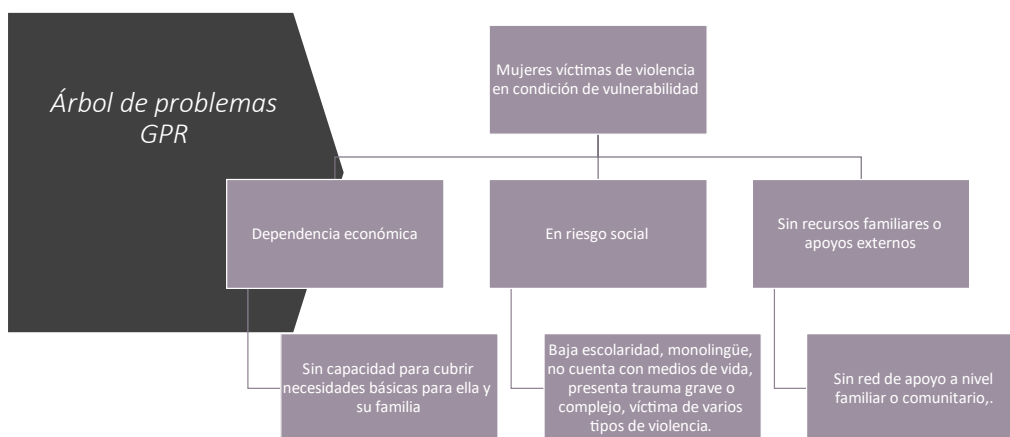 Árbol de problemas
GPR
Mujeres víctimas de violencia
en condición de vulnerabilidad
Dependencia económica
En riesgo social
Sin recursos familiares o
apoyos externos
Sin capacidad para cubrir
necesidades básicas para ella y
su familia
Baja escolaridad, monolingüe,
no cuenta con medios de vida,
presenta trauma grave o
complejo, víctima de varios
tipos de violencia.
Sin red de apoyo a nivel
familiar o comunitario,.